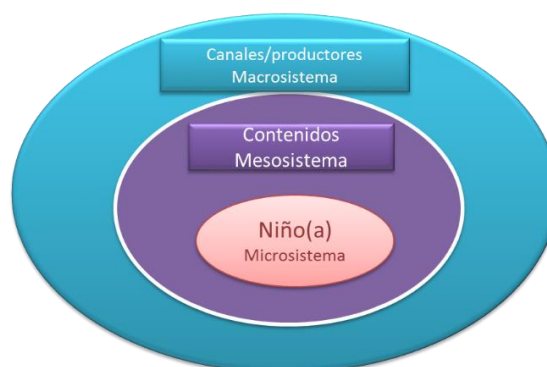 Canales/productores
Macrosistema
Contenidos
Mesosistema
Niño(a)
Microsistema